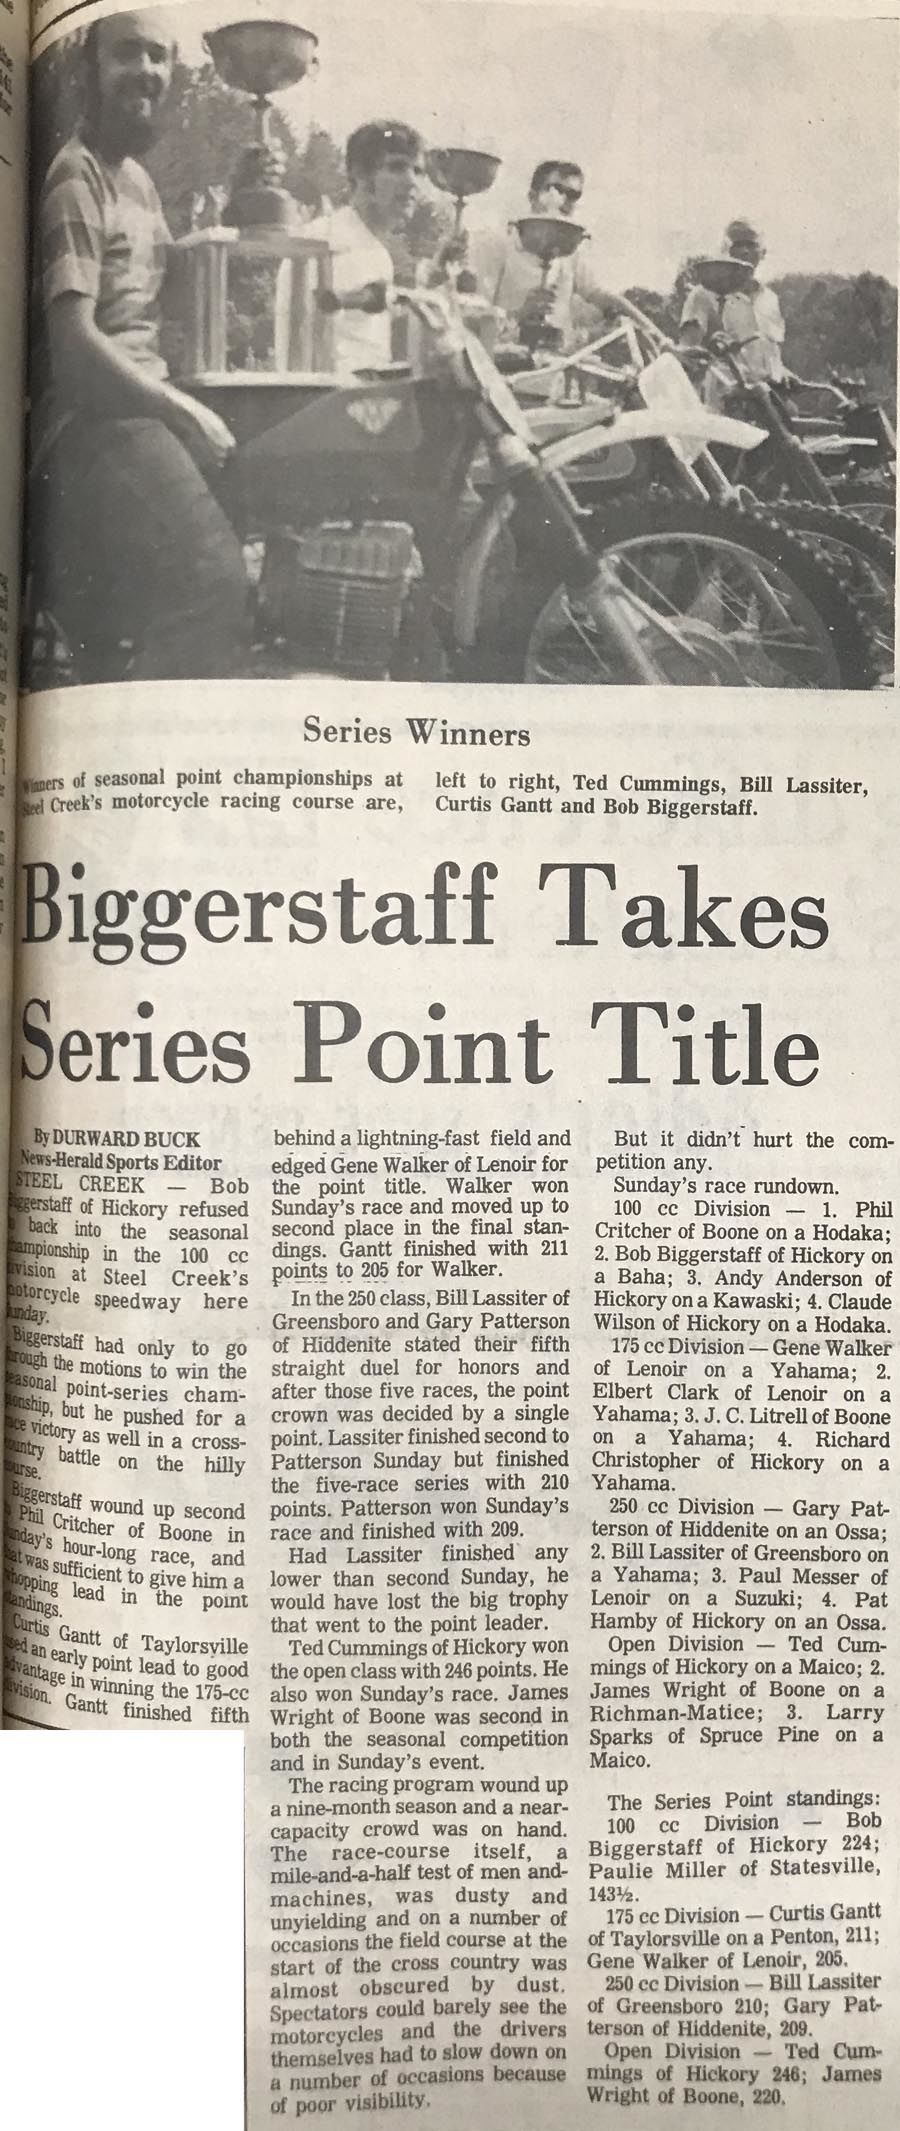 Series Winners
Winners of seasonal point championships at
Steel Creek's motorcycle racing course are,
left to right, Ted Cummings, Bill Lassiter,
Curtis Gantt and Bob Biggerstaff.
Biggerstaff Takes
Series Point Title
By DURWARD BUCK
News-Herald Sports Editor
STEEL CREEK — Bob
Biggerstaff of Hickory refused
back into the seasonal
championship in the 100 cc
division at Steel Creek's
motorcycle speedway here
Sunday.
Biggerstaff had only to go
through the motions to win the
seasonal point-series cham-
pionship, but he pushed for a
race victory as well in a cross-
country battle on the hilly
course.
Biggerstaff wound up second
to Phil Critcher of Boone in
Sunday's hour-long race, and
that was sufficient to give him a
whopping lead in the point
standings.
Curtis Gantt of Taylorsville
used an early point lead to good
advantage in winning the 175-cc
division. Gantt finished fifth
behind a lightning-fast field and
edged Gene Walker of Lenoir for
the point title. Walker won
Sunday's race and moved up to
second place in the final stan-
dings. Gantt finished with 211
points to 205 for Walker.
In the 250 class, Bill Lassiter of
Greensboro and Gary Patterson
of Hiddenite stated their fifth
straight duel for honors and
after those five races, the point
crown was decided by a single
point. Lassiter finished second to
Patterson Sunday but finished
the five-race series with 210
points. Patterson won Sunday's
race and finished with 209.
Had Lassiter finished any
lower than second Sunday, he
would have lost the big trophy
that went to the point leader.
Ted Cummings of Hickory won
the open class with 246 points. He
also won Sunday's race. James
Wright of Boone was second in
both the seasonal competition
and in Sunday's event.
The racing program wound up
a nine-month season and a near-
capacity crowd was on hand.
The race-course itself, a
mile-and-a-half test of men and-
machines, was dusty and
unyielding and on a number of
occasions the field course at the
start of the cross country was
almost obscured by dust.
Spectators could barely see the
motorcycles and the drivers
themselves had to slow down on
a number of occasions because
of poor visibility.
But it didn't hurt the com-
petition any.
Sunday's race rundown.
100 cc Division — 1. Phil
Critcher of Boone on a Hodaka;
2. Bob Biggerstaff of Hickory on
a Baha; 3. Andy Anderson of
Hickory on a Kawaski; 4. Claude
Wilson of Hickory on a Hodaka.
175 cc Division — Gene Walker
of Lenoir on a Yahama; 2.
Elbert Clark of Lenoir on a
Yahama; 3. J. C. Litrell of Boone
on a Yahama; 4. Richard
Christopher of Hickory on a
Yahama.
250 cc Division — Gary Pat-
terson of Hiddenite on an Ossa;
2. Bill Lassiter of Greensboro on
a Yahama; 3. Paul Messer of
Lenoir on a Suzuki; 4. Pat
Hamby of Hickory on an Ossa.
Open Division — Ted Cum-
mings of Hickory on a Maico; 2.
James Wright of Boone on a
Richman-Matice; 3. Larry
Sparks of Spruce Pine on a
Maico.
The Series Point standings:
100 cc Division — Bob
Biggerstaff of Hickory 224;
Paulie Miller of Statesville,
143½.
175 cc Division — Curtis Gantt
of Taylorsville on a Penton, 211;
Gene Walker of Lenoir, 205.
250 cc Division — Bill Lassiter
of Greensboro 210; Gary Pat-
terson of Hiddenite, 209.
Open Division — Ted Cum-
mings of Hickory 246; James
Wright of Boone, 220.